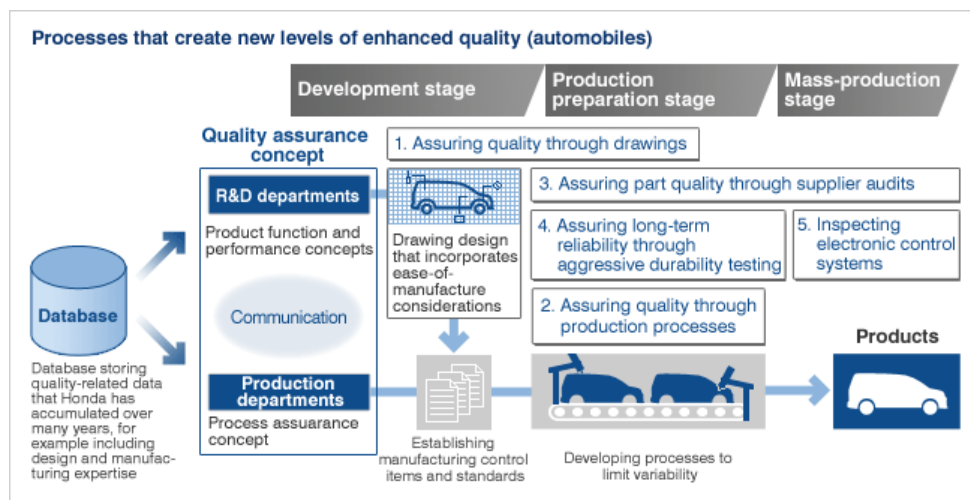 Processes that create new levels of enhanced quality (automobiles)
Development stage
Production
preparation stage
Mass-production
stage
Quality assurance
concept
1. Assuring quality through drawings
R&D departments
Product function and
performance concepts
Communication
Production
departments
Process assuarance
concept
Database
Database storing
quality-related data
that Honda has
accumulated over
many years, for
example including
design and manufac-
turing expertise
Drawing design
that incorporates
ease-of-
manufacture
considerations
3. Assuring part quality through supplier audits
4. Assuring long-term
reliability through
aggressive durability testing
5. Inspecting
electronic control
systems
2. Assuring quality through
production processes
Establishing
manufacturing control
items and standards
Developing processes to
limit variability
Products